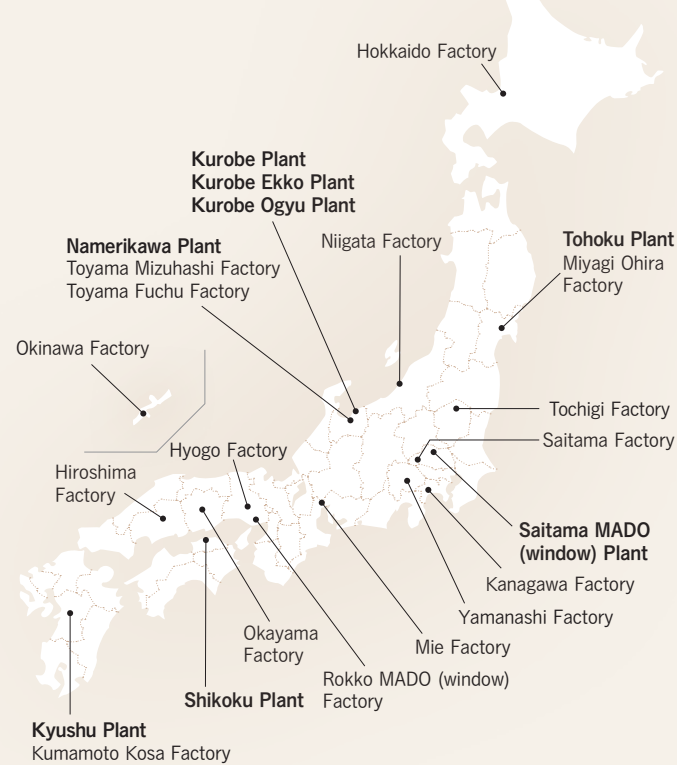 Hokkaido Factory
Kurobe Plant
Kurobe Ekko Plant
Kurobe Ogyu Plant
Namerikawa Plant
Toyama Mizuhashi Factory
Toyama Fuchu Factory
Niigata Factory
Tohoku Plant
Miyagi Ohira
Factory
Okinawa Factory
Tochigi Factory
Saitama Factory
Hyogo Factory
Hiroshima
Factory
Saitama MADO
(window) Plant
Kanagawa Factory
Yamanashi Factory
Okayama
Factory
Mie Factory
Rokko MADO (window)
Factory
Shikoku Plant
Kyushu Plant
Kumamoto Kosa Factory